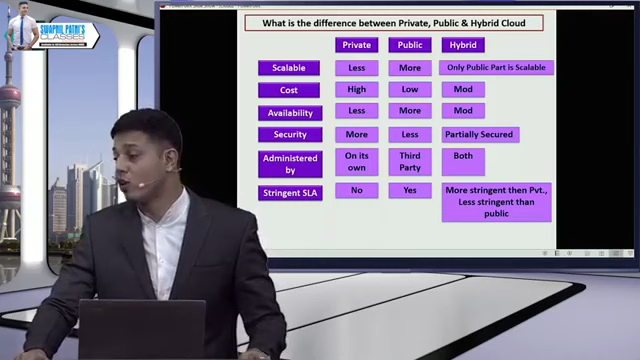 SWAPNIL PATNI'S
CLASSES
What is the difference between Private, Public & Hybrid Cloud
Private Public Hybrid
Scalable Less More Only Public Part is Scalable
Cost High Low Mod
Availability Less More Mod
Security More Less Partially Secured
Administered by On its own Third Party Both
Stringent SLA No Yes More stringent then Pvt.,
Less stringent than
public